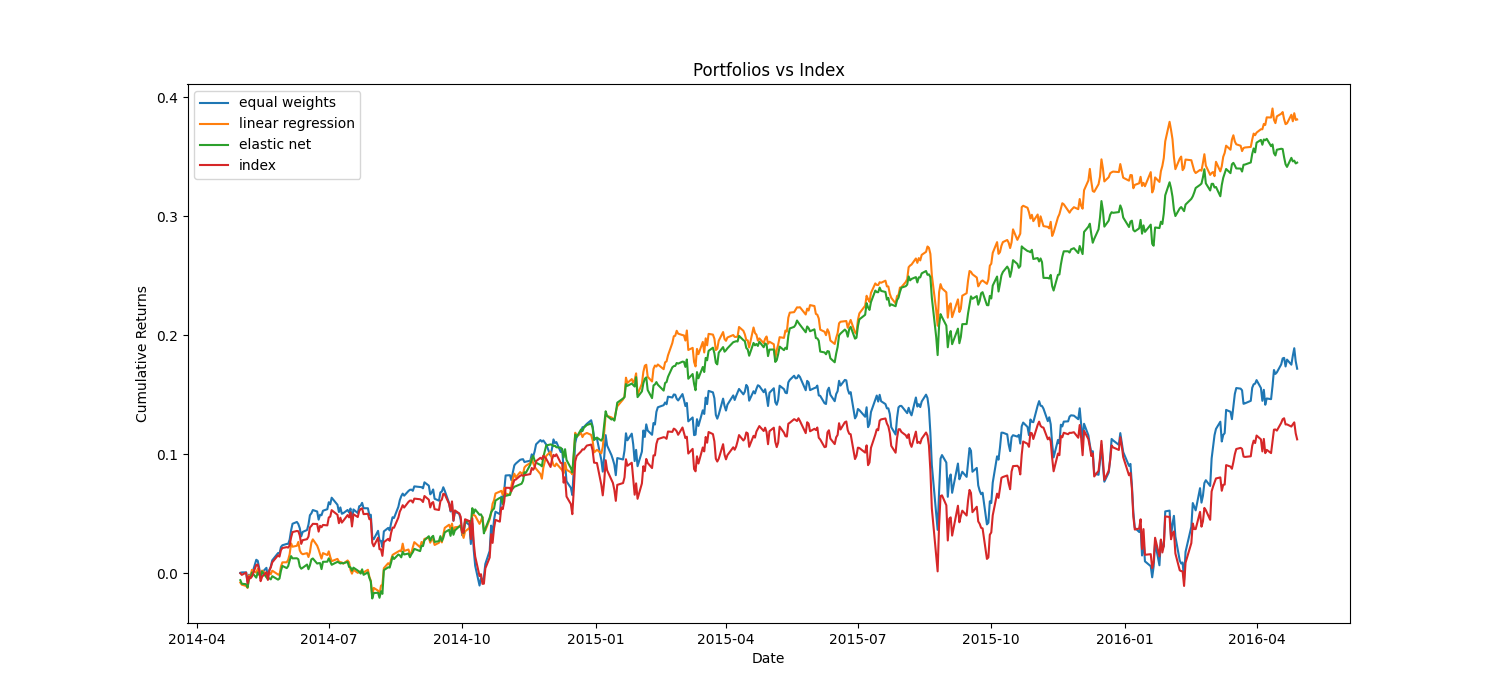 Portfolios vs Index
equal weights
linear regression
elastic net
index
Cumulative Returns
0.4
0.3
0.2
0.1
0.0
2014-04 2014-07 2014-10 2015-01 2015-04 2015-07 2015-10 2016-01 2016-04
Date